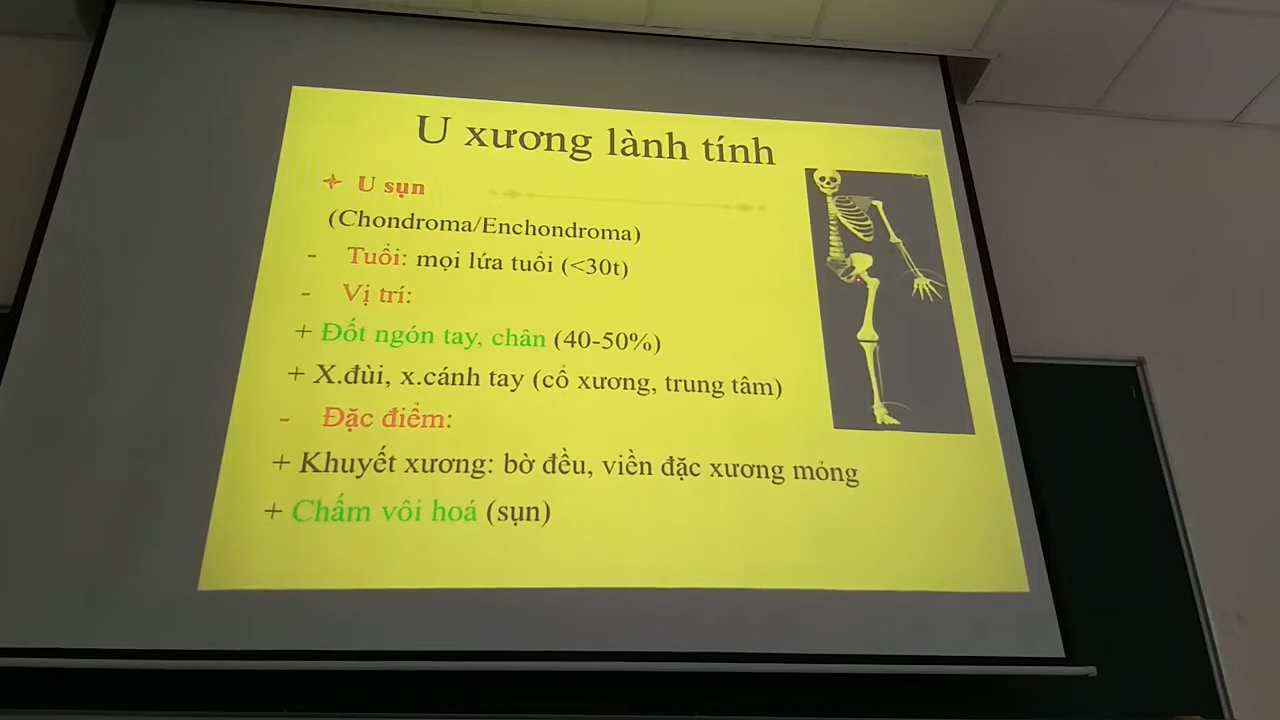 U xương lành tính
U sụn
(Chondroma/Enchondroma)
- Tuổi: mọi lứa tuổi (<30t)
- Vị trí:
+ Đốt ngón tay, chân (40-50%)
+ X.đùi, x.cánh tay (cổ xương, trung tâm)
- Đặc điểm:
+ Khuyết xương: bờ đều, viền đặc xương mỏng
+ Chấm vôi hoá (sụn)